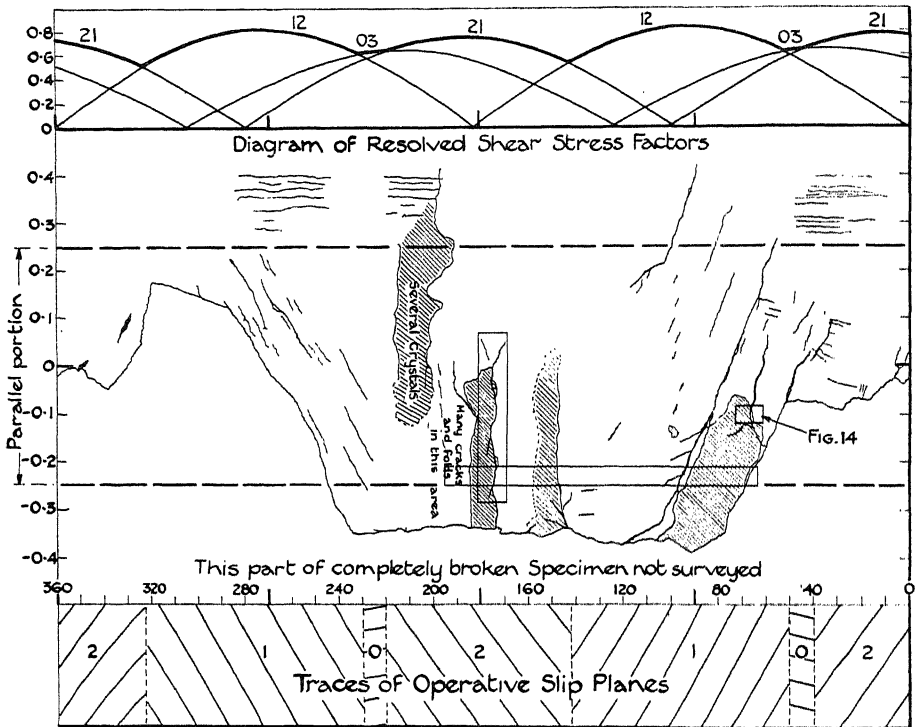 12
12
21
21
03
21
03
0.8
0.6
0.4
0.2
0
Diagram of Resolved Shear Stress Factors
0.4
0.3
0.2
0.1
0
-0.1
-0.2
-0.3
-0.4
Parallel portion
Several Crystals
Many cracks
and folds
in this area
FIG.14
This part of completely broken Specimen not surveyed
360 320 280 240 200 160 120 80 40 0
2 1 0 2 1 0 2
Traces of Operative Slip Planes